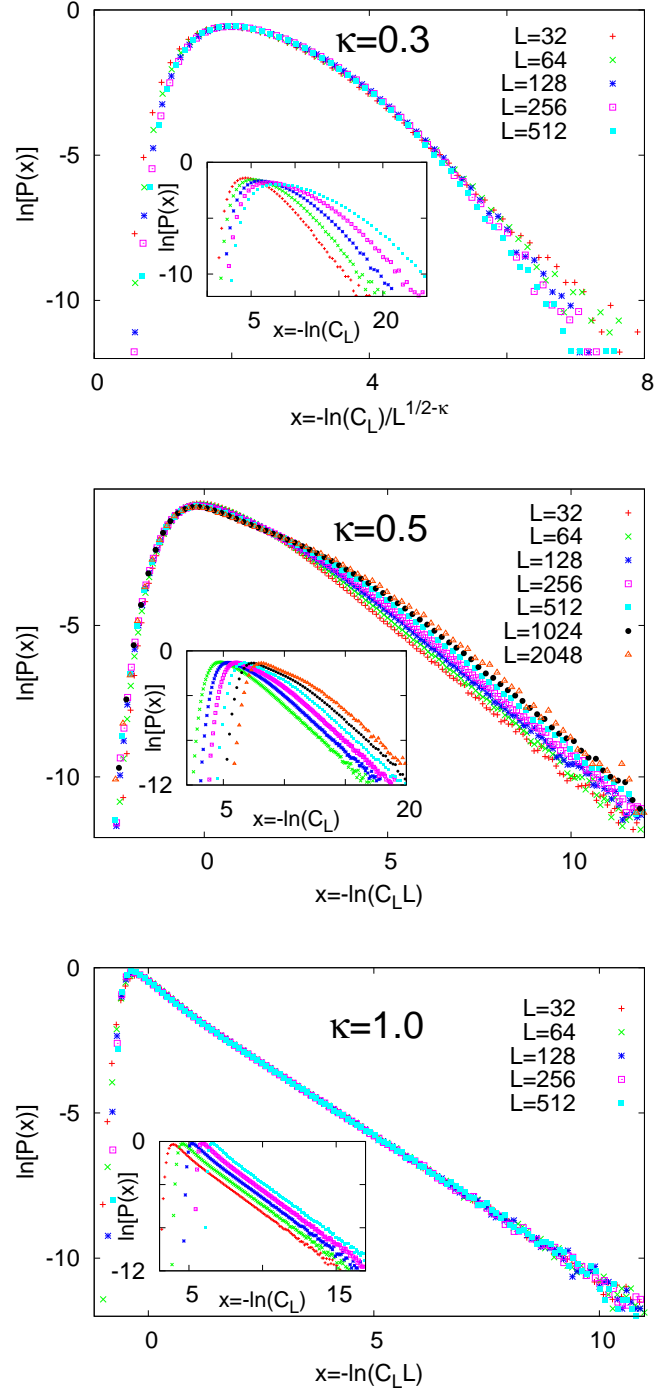 0
-5
-10
0 4 8
ln[P(x)]
x=-ln(C_L)/L^{1/2-κ}
κ=0.3
L=32
L=64
L=128
L=256
L=512
0
-10
5 20
ln[P(x)]
x=-ln(C_L)
0
-5
-10
0 5 10
ln[P(x)]
x=-ln(C_L L)
κ=0.5
L=32
L=64
L=128
L=256
L=512
L=1024
L=2048
0
-12
5 20
ln[P(x)]
x=-ln(C_L)
0
-5
-10
0 5 10
ln[P(x)]
x=-ln(C_L L)
κ=1.0
L=32
L=64
L=128
L=256
L=512
0
-12
5 15
ln[P(x)]
x=-ln(C_L)